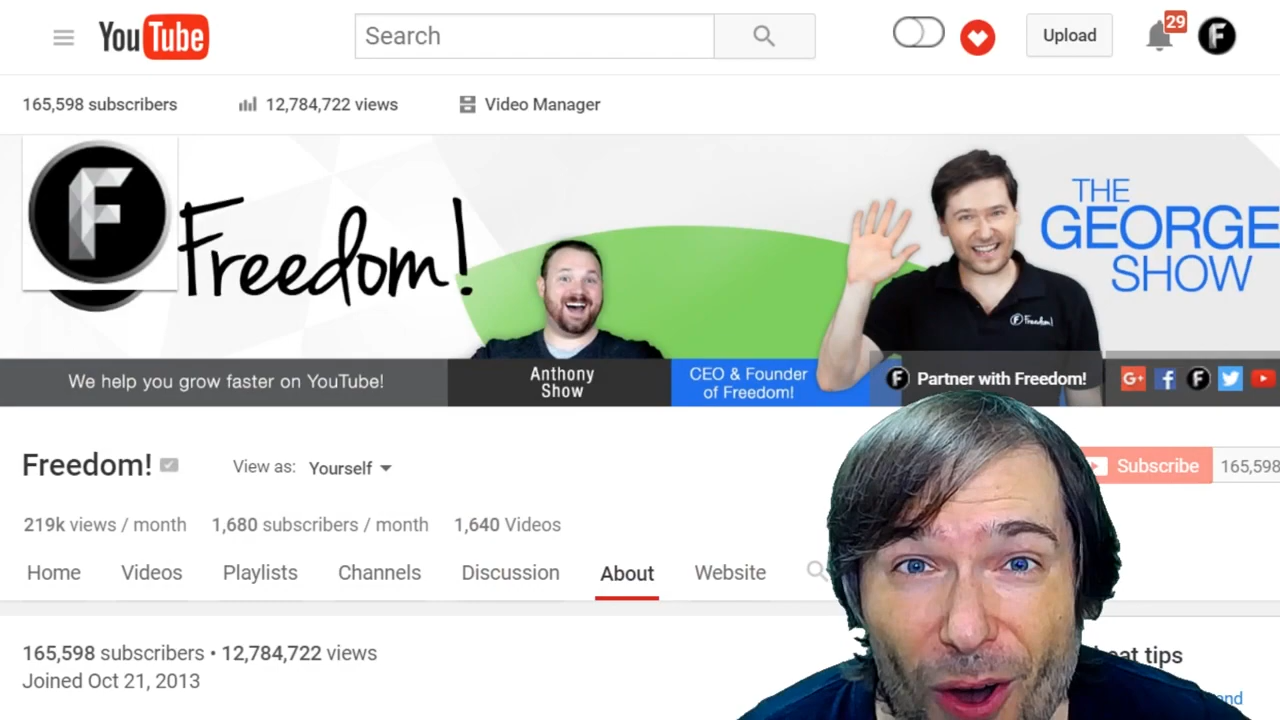 YouTube
Search
Upload
29
F
165,598 subscribers
12,784,722 views
Video Manager
F
Freedom!
THE
GEORGE
SHOW
F Freedom!
We help you grow faster on YouTube!
Anthony
Show
CEO & Founder
of Freedom!
F
Partner with Freedom!
G+
f
F
Freedom!
View as:
Yourself
Subscribe
165,598
219k views / month
1,680 subscribers / month
1,640 Videos
Home
Videos
Playlists
Channels
Discussion
About
Website
165,598 subscribers • 12,784,722 views
Joined Oct 21, 2013
tips